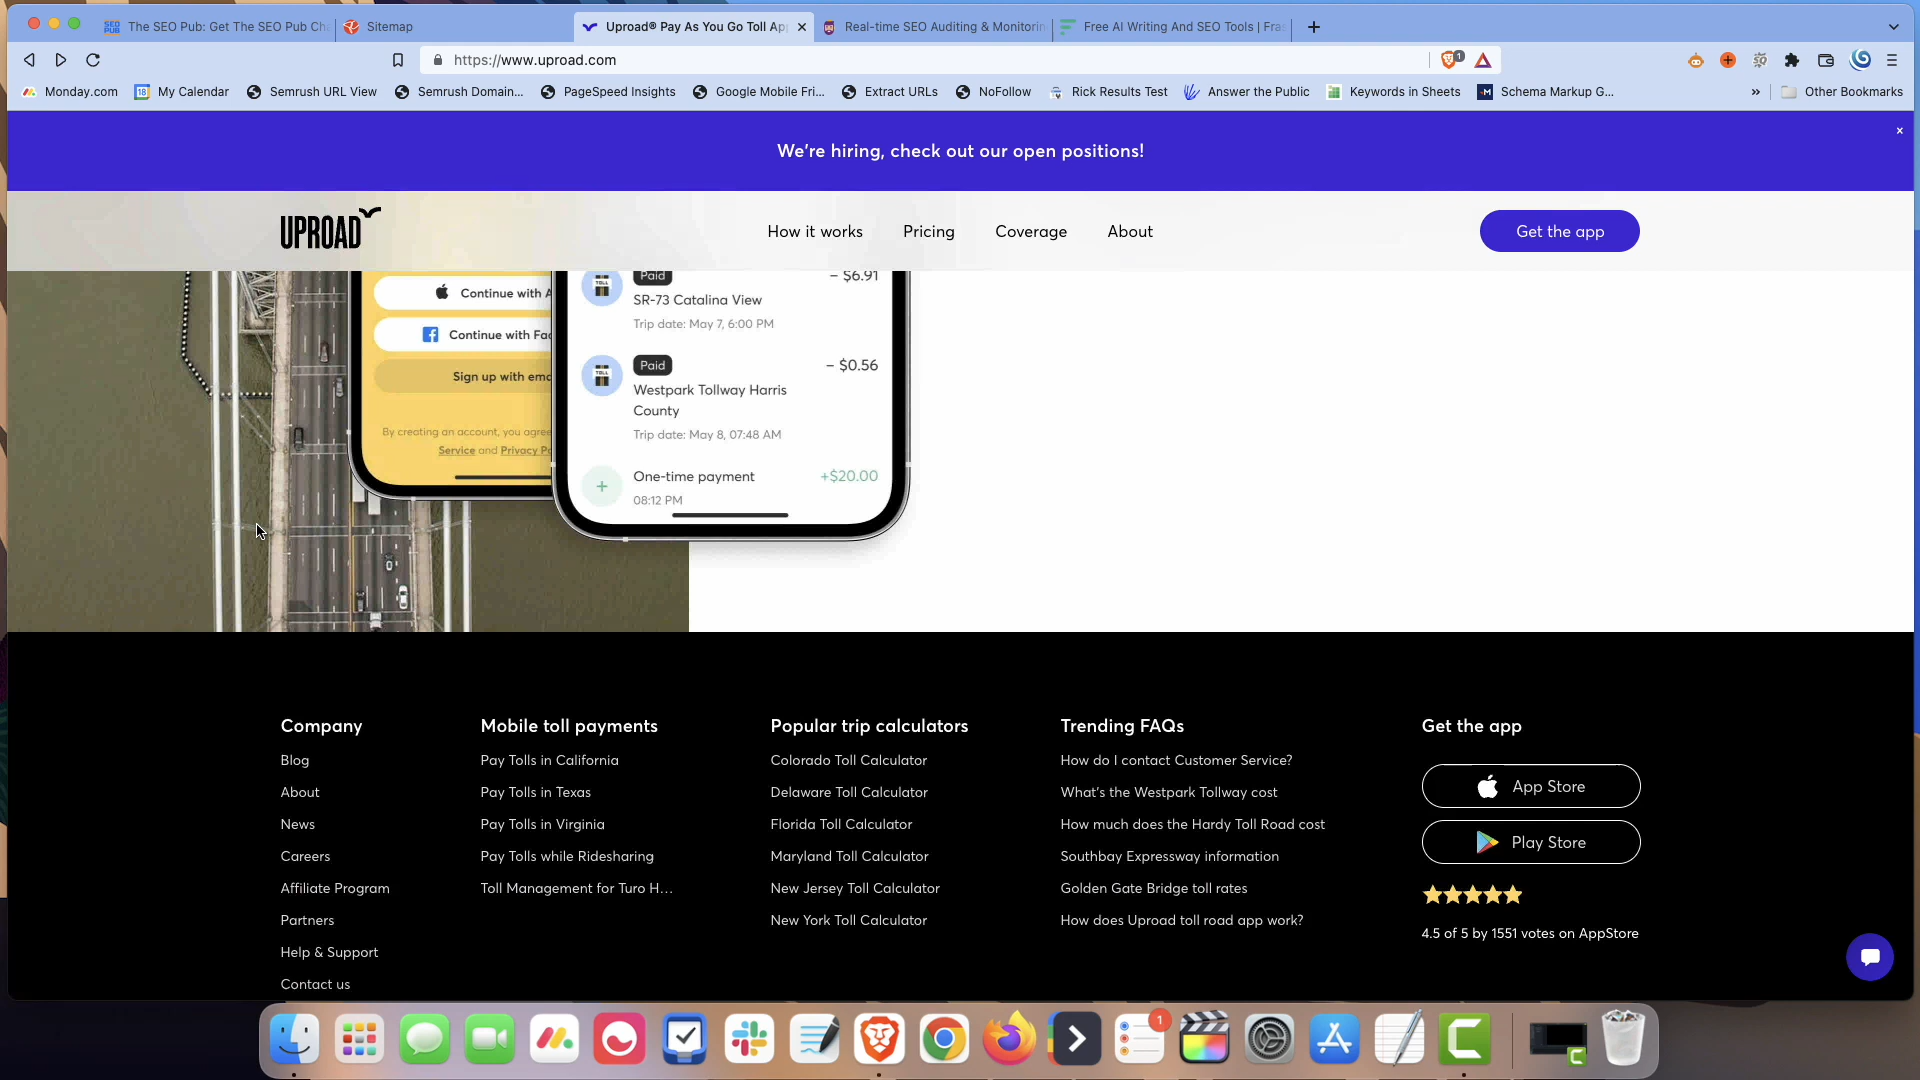 The SEO Pub: Get The SEO Pub Ch
Sitemap
Uproad® Pay As You Go Toll Ap
Real-time SEO Auditing & Monitorin
Free AI Writing And SEO Tools | Fras
https://www.uproad.com
1
Monday.com
18
My Calendar
Semrush URL View
Semrush Domain...
PageSpeed Insights
Google Mobile Fri...
Extract URLs
NoFollow
Rick Results Test
Answer the Public
Keywords in Sheets
Schema Markup G...
»
Other Bookmarks
We're hiring, check out our open positions!
×
UPROAD
How it works
Pricing
Coverage
About
Get the app
Continue with A
Continue with Fac
Sign up with ema
By creating an account, you agree
Service and Privacy Po
Paid
– $6.91
TOLL
SR-73 Catalina View
Trip date: May 7, 6:00 PM
Paid
– $0.56
TOLL
Westpark Tollway Harris
County
Trip date: May 8, 07:48 AM
One-time payment
+$20.00
08:12 PM
Company
Blog
About
News
Careers
Affiliate Program
Partners
Help & Support
Contact us
Mobile toll payments
Pay Tolls in California
Pay Tolls in Texas
Pay Tolls in Virginia
Pay Tolls while Ridesharing
Toll Management for Turo H...
Popular trip calculators
Colorado Toll Calculator
Delaware Toll Calculator
Florida Toll Calculator
Maryland Toll Calculator
New Jersey Toll Calculator
New York Toll Calculator
Trending FAQs
How do I contact Customer Service?
What's the Westpark Tollway cost
How much does the Hardy Toll Road cost
Southbay Expressway information
Golden Gate Bridge toll rates
How does Uproad toll road app work?
Get the app
App Store
Play Store
4.5 of 5 by 1551 votes on AppStore
1